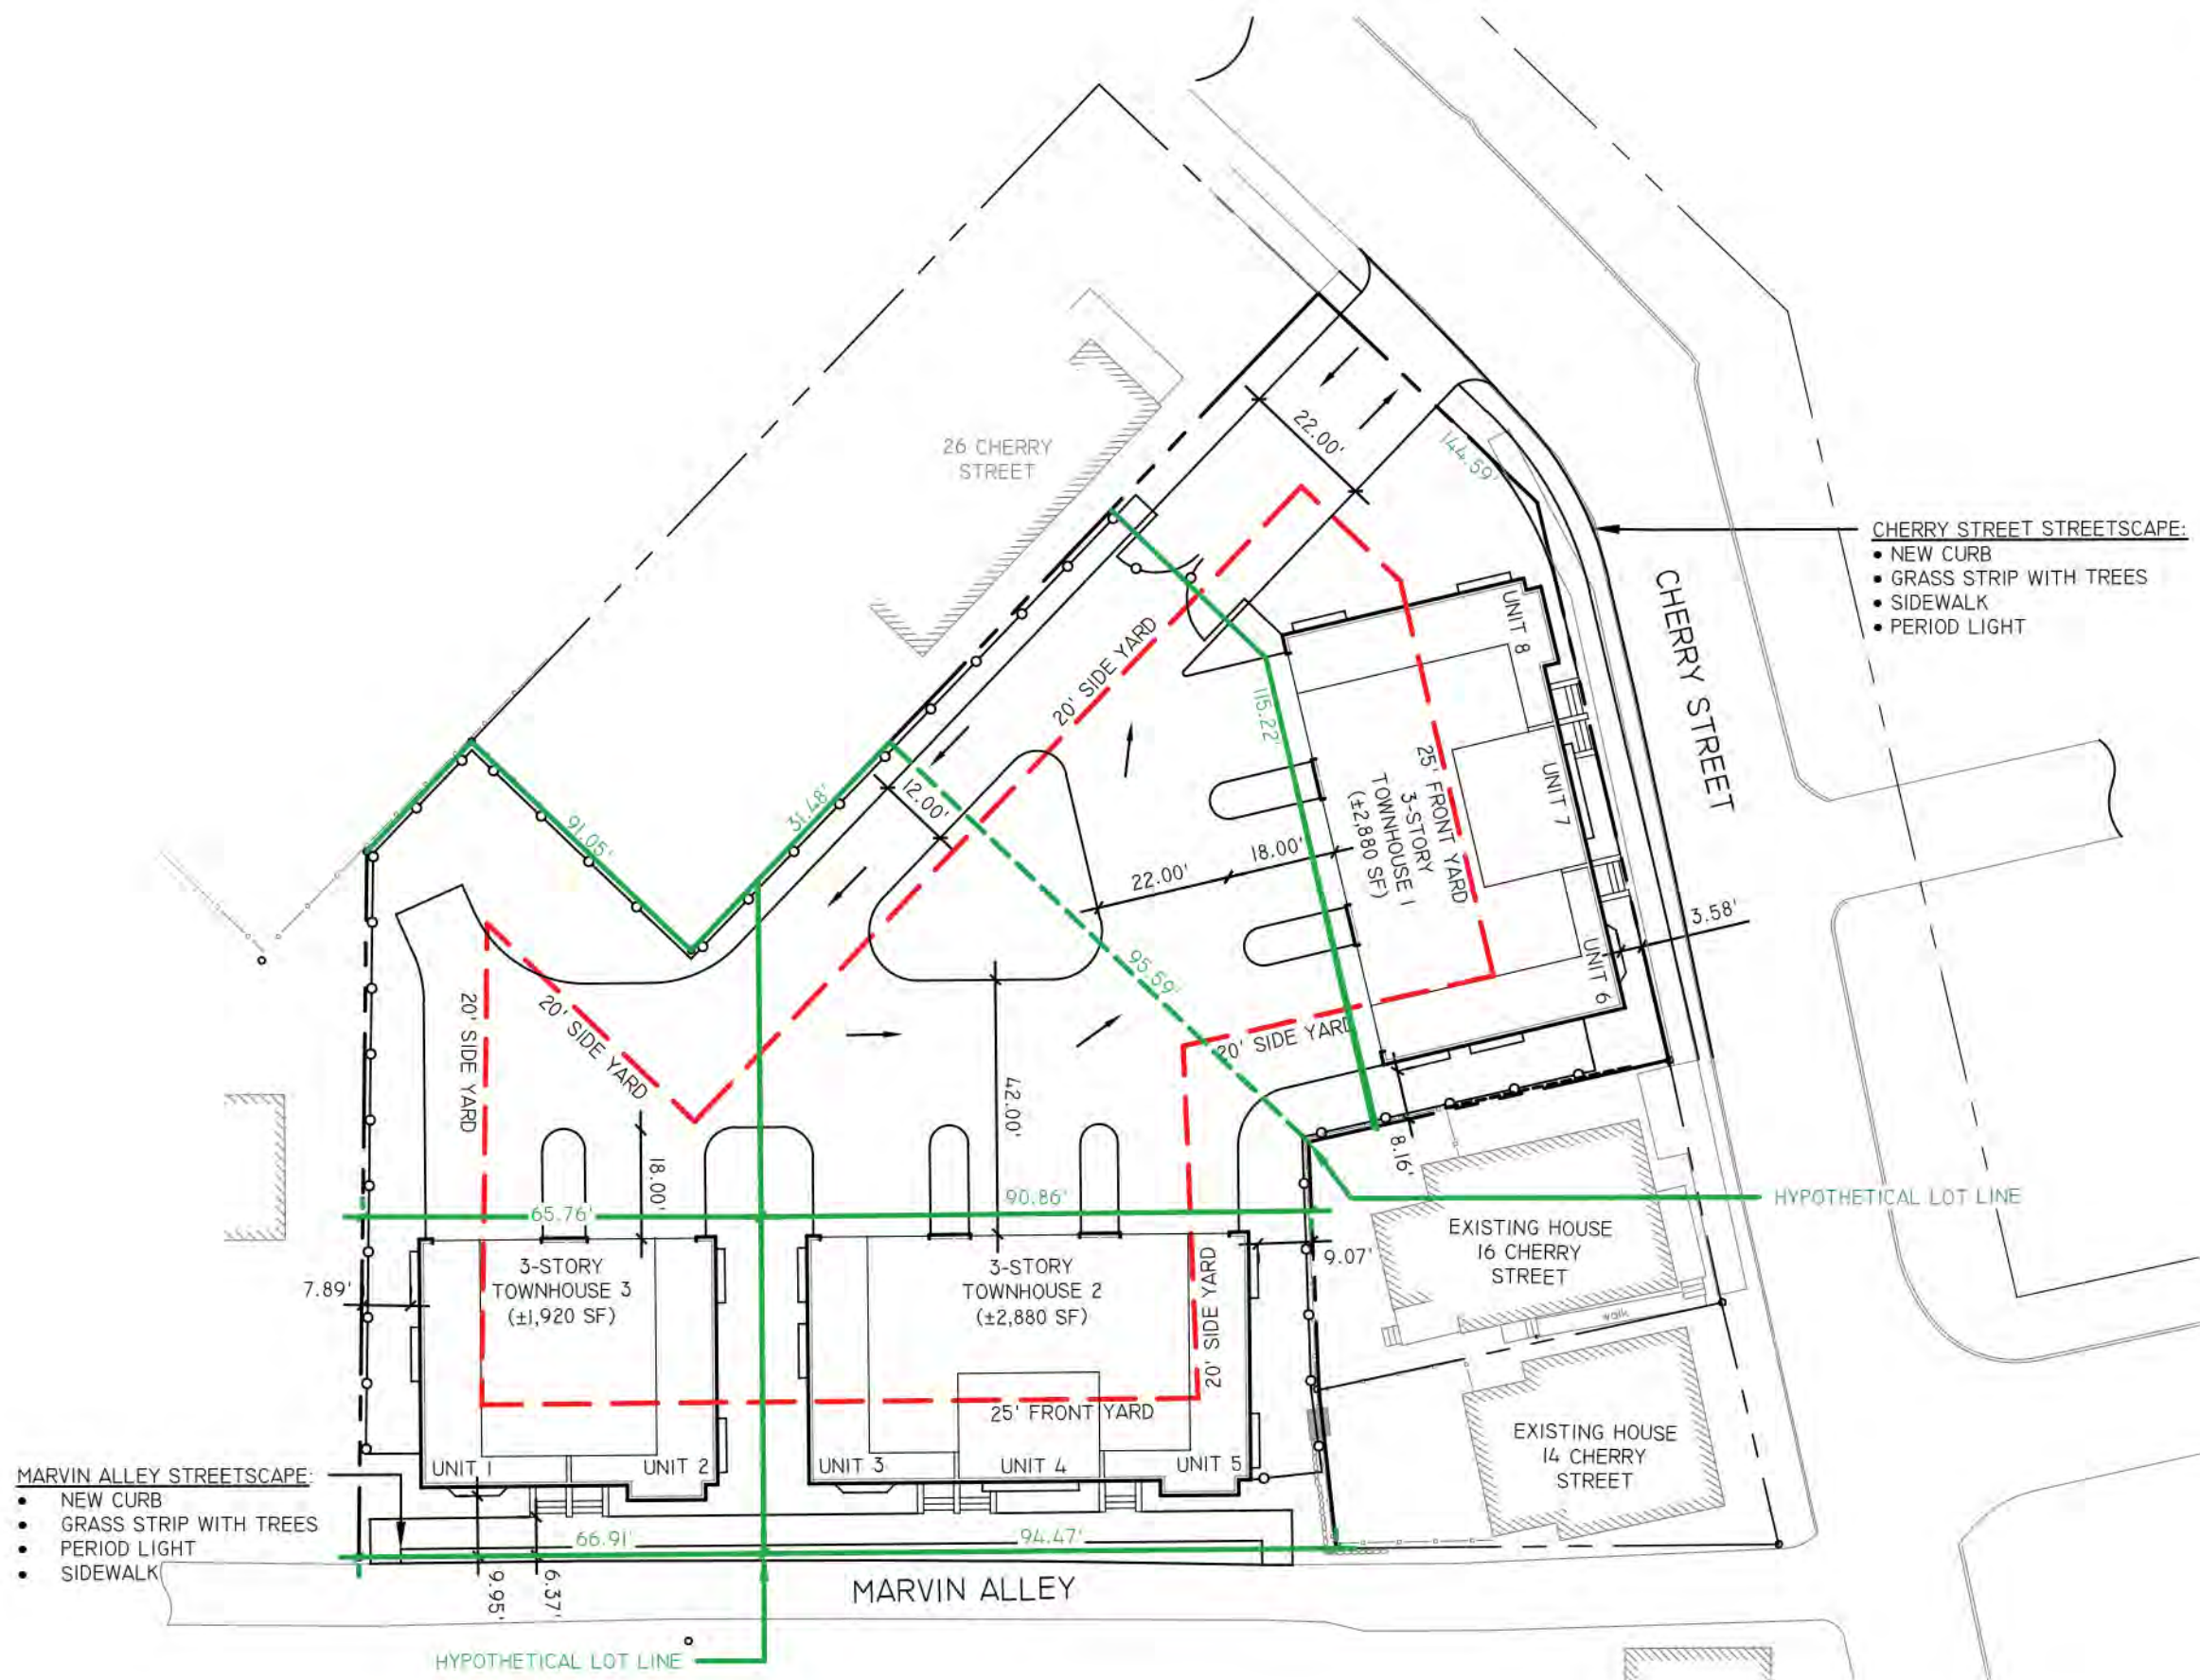 26 CHERRY
STREET
22.00'
144.59'
CHERRY STREET STREETSCAPE:
• NEW CURB
• GRASS STRIP WITH TREES
• SIDEWALK
• PERIOD LIGHT
CHERRY STREET
UNIT 8
20' SIDE YARD
115.22'
25' FRONT YARD
UNIT 7
3-STORY
TOWNHOUSE 1
(±2,880 SF)
91.05'
31.48'
12.00'
18.00'
22.00'
3.58'
UNIT 6
95.59'
20' SIDE YARD
20' SIDE YARD
20' SIDE YARD
42.00'
18.00'
8.16'
65.76'
90.86'
HYPOTHETICAL LOT LINE
EXISTING HOUSE
16 CHERRY
STREET
walk
9.07'
7.89'
3-STORY
TOWNHOUSE 3
(±1,920 SF)
3-STORY
TOWNHOUSE 2
(±2,880 SF)
20' SIDE YARD
25' FRONT YARD
EXISTING HOUSE
14 CHERRY
STREET
UNIT 1
UNIT 2
UNIT 3
UNIT 4
UNIT 5
MARVIN ALLEY STREETSCAPE:
• NEW CURB
• GRASS STRIP WITH TREES
• PERIOD LIGHT
• SIDEWALK
66.91'
94.47'
9.95'
6.37'
MARVIN ALLEY
HYPOTHETICAL LOT LINE